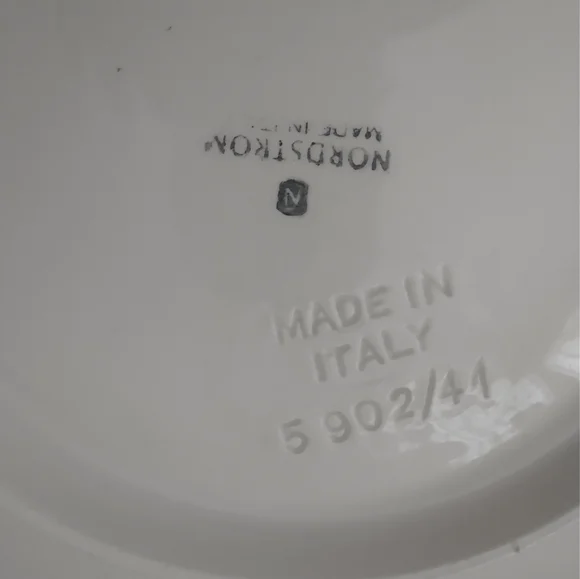 N
NORDSTROM
MADE IN
MADE IN
ITALY
5 902/41